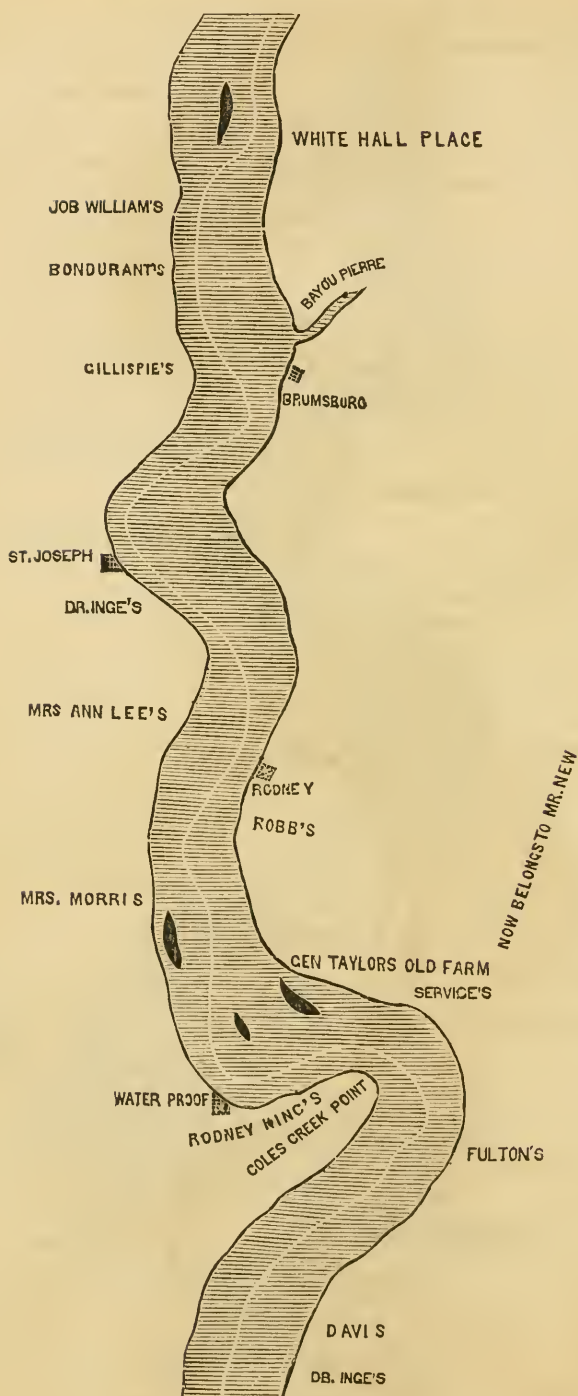 WHITE HALL PLACE
JOB WILLIAM'S
BONDURANT'S
BAYOU PIERRE
GILLISPIE'S
BRUMSBURG
ST. JOSEPH
DR. INGE'S
MRS ANN LEE'S
RODNEY
ROBB'S
NOW BELONGS TO MR. NEW
MRS. MORRIS
GEN TAYLORS OLD FARM
SERVICE'S
WATER PROOF
RODNEY KINC'S
COLES CREEK POINT
FULTON'S
DAVIS
DB. INGE'S